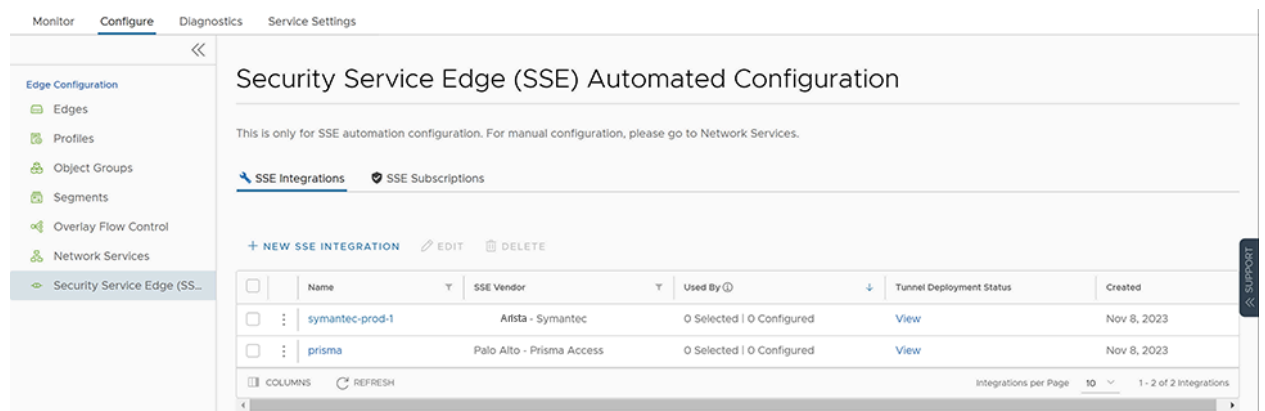 Monitor Configure Diagnostics Service Settings
Edge Configuration
Edges
Profiles
Object Groups
Segments
Overlay Flow Control
Network Services
Security Service Edge (SS...
Security Service Edge (SSE) Automated Configuration
This is only for SSE automation configuration. For manual configuration, please go to Network Services.
SSE Integrations SSE Subscriptions
+ NEW SSE INTEGRATION EDIT DELETE
Name SSE Vendor Used By Tunnel Deployment Status Created
symantec-prod-1 Arista - Symantec 0 Selected | 0 Configured View Nov 8, 2023
prisma Palo Alto - Prisma Access 0 Selected | 0 Configured View Nov 8, 2023
COLUMNS REFRESH Integrations per Page 10 1 - 2 of 2 Integrations
SUPPORT